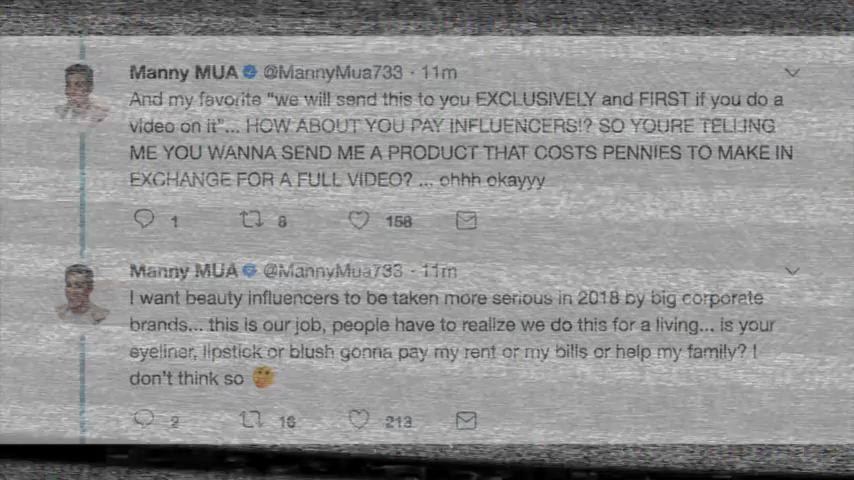 Manny MUA @MannyMua733 · 11m
And my favorite "we will send this to you EXCLUSIVELY and FIRST if you do a
video on it"... HOW ABOUT YOU PAY INFLUENCERS!? SO YOURE TELLING
ME YOU WANNA SEND ME A PRODUCT THAT COSTS PENNIES TO MAKE IN
EXCHANGE FOR A FULL VIDEO? ... ohhh okayyy
1 8 158
Manny MUA @MannyMua733 · 11m
I want beauty influencers to be taken more serious in 2018 by big corporate
brands... this is our job, people have to realize we do this for a living... is your
eyeliner, lipstick or blush gonna pay my rent or my bills or help my family? I
don't think so 🤔
2 16 213